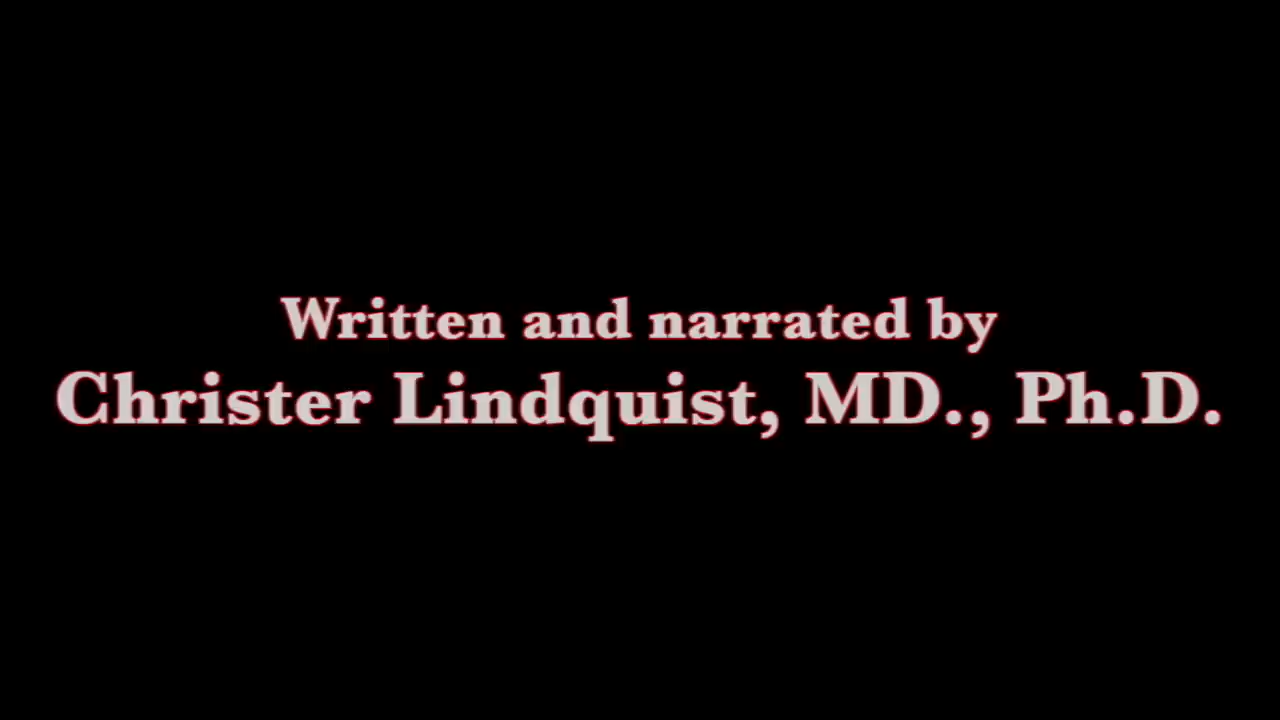 Written and narrated by
Christer Lindquist, MD., Ph.D.